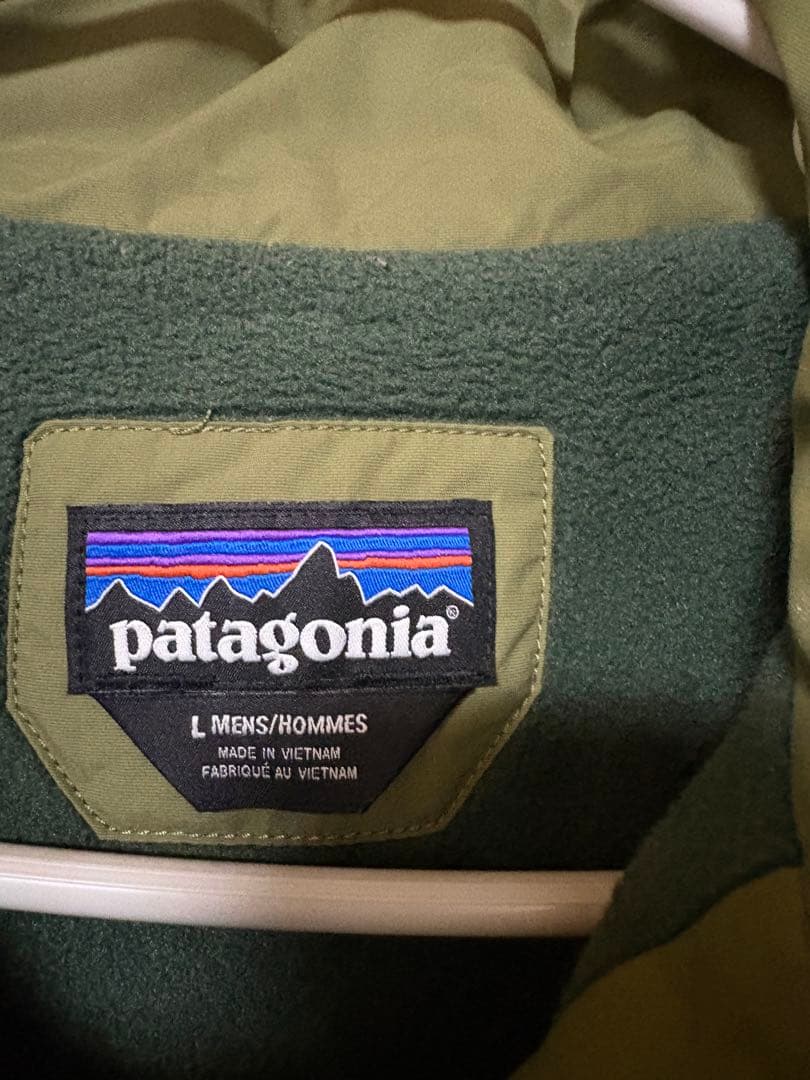 patagonia®
L MENS/HOMMES
MADE IN VIETNAM
FABRIQUÉ AU VIETNAM